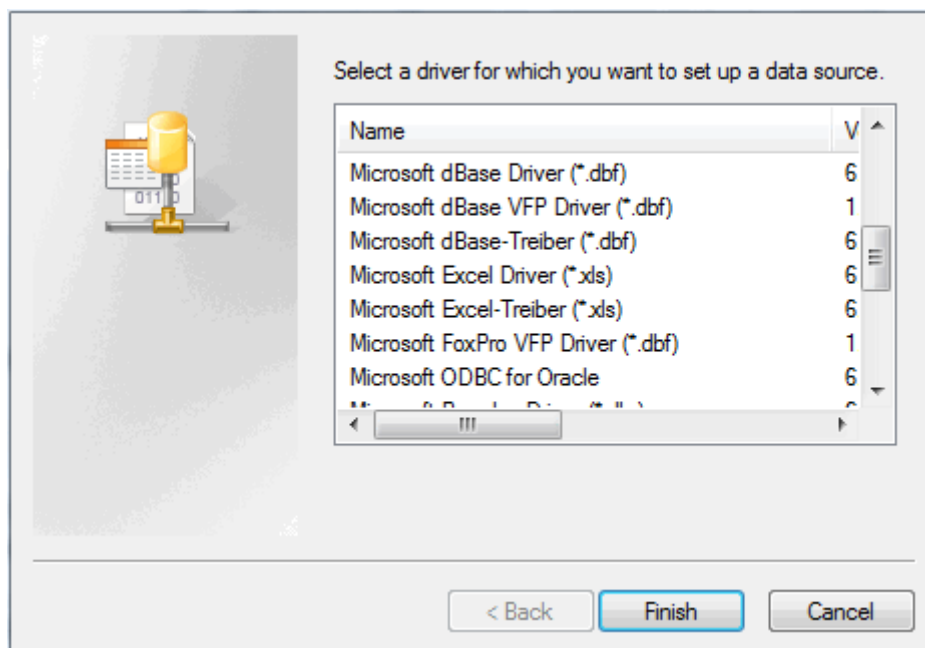 Select a driver for which you want to set up a data source.
Name V
Microsoft dBase Driver (*.dbf) 6
Microsoft dBase VFP Driver (*.dbf) 1
Microsoft dBase-Treiber (*.dbf) 6
Microsoft Excel Driver (*.xls) 6
Microsoft Excel-Treiber (*.xls) 6
Microsoft FoxPro VFP Driver (*.dbf) 1
Microsoft ODBC for Oracle 6
011
< Back Finish Cancel